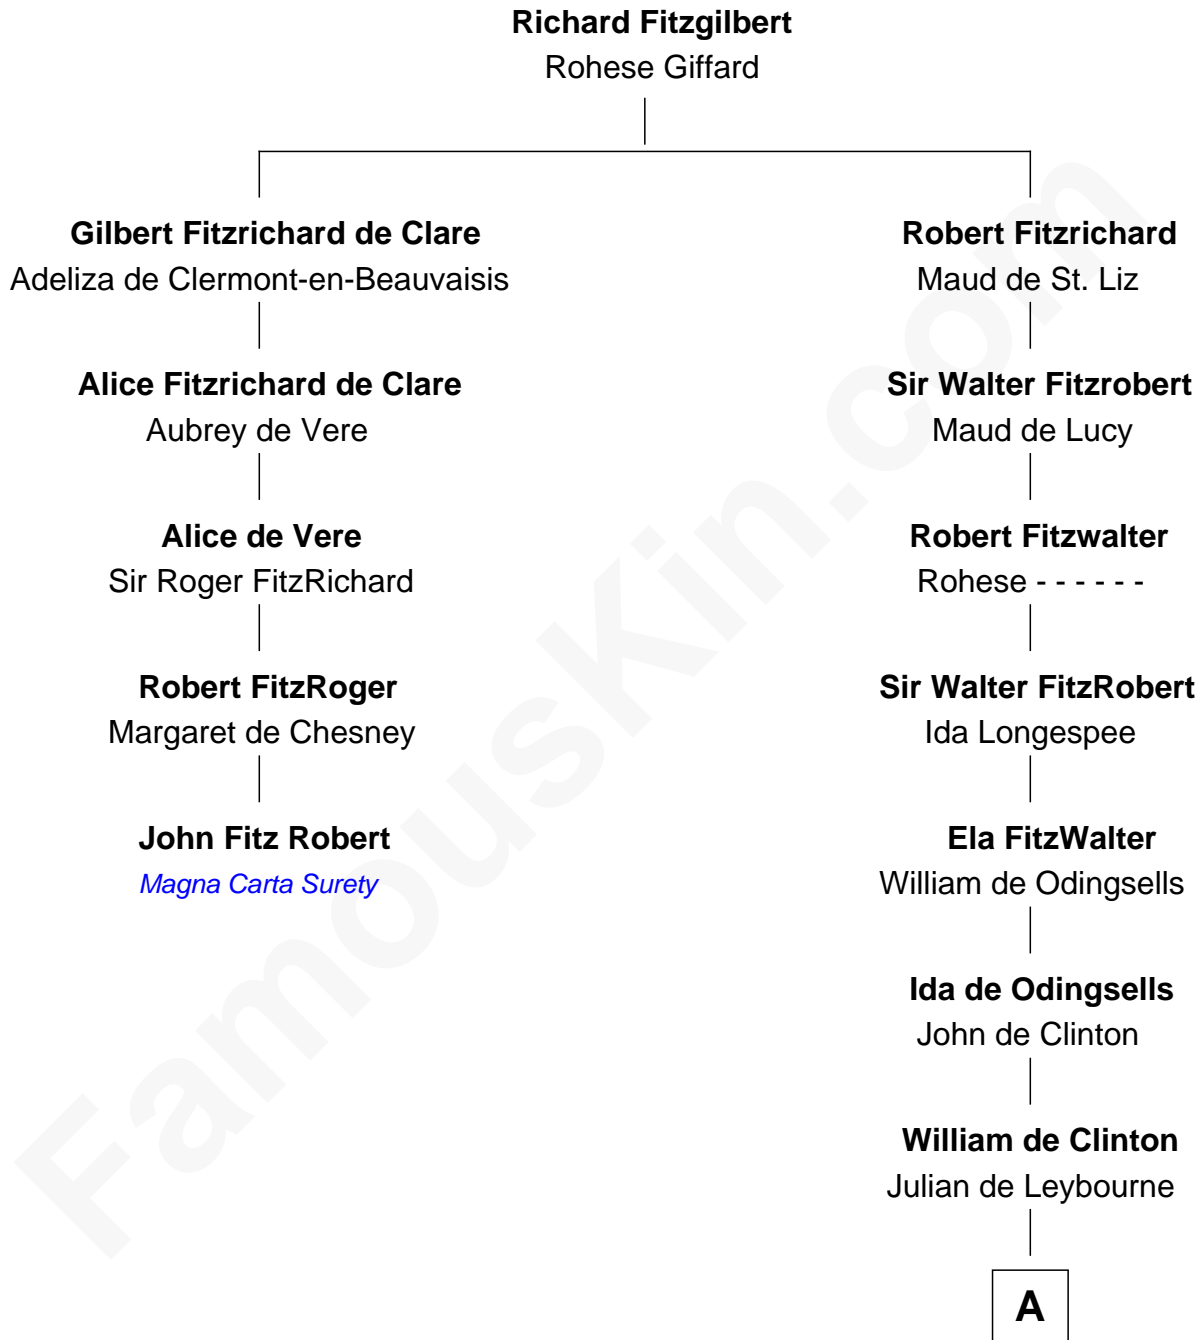 Richard Fitzgilbert
Rohese Giffard
Gilbert Fitzrichard de Clare
Adeliza de Clermont-en-Beauvaisis
Alice Fitzrichard de Clare
Aubrey de Vere
Alice de Vere
Sir Roger FitzRichard
Robert FitzRoger
Margaret de Chesney
John Fitz Robert
Magna Carta Surety
Robert Fitzrichard
Maud de St. Liz
Sir Walter Fitzrobert
Maud de Lucy
Robert Fitzwalter
Rohese - - - - - -
Sir Walter FitzRobert
Ida Longespee
Ela FitzWalter
William de Odingsells
Ida de Odingsells
John de Clinton
William de Clinton
Julian de Leybourne
A
FamousKin.com